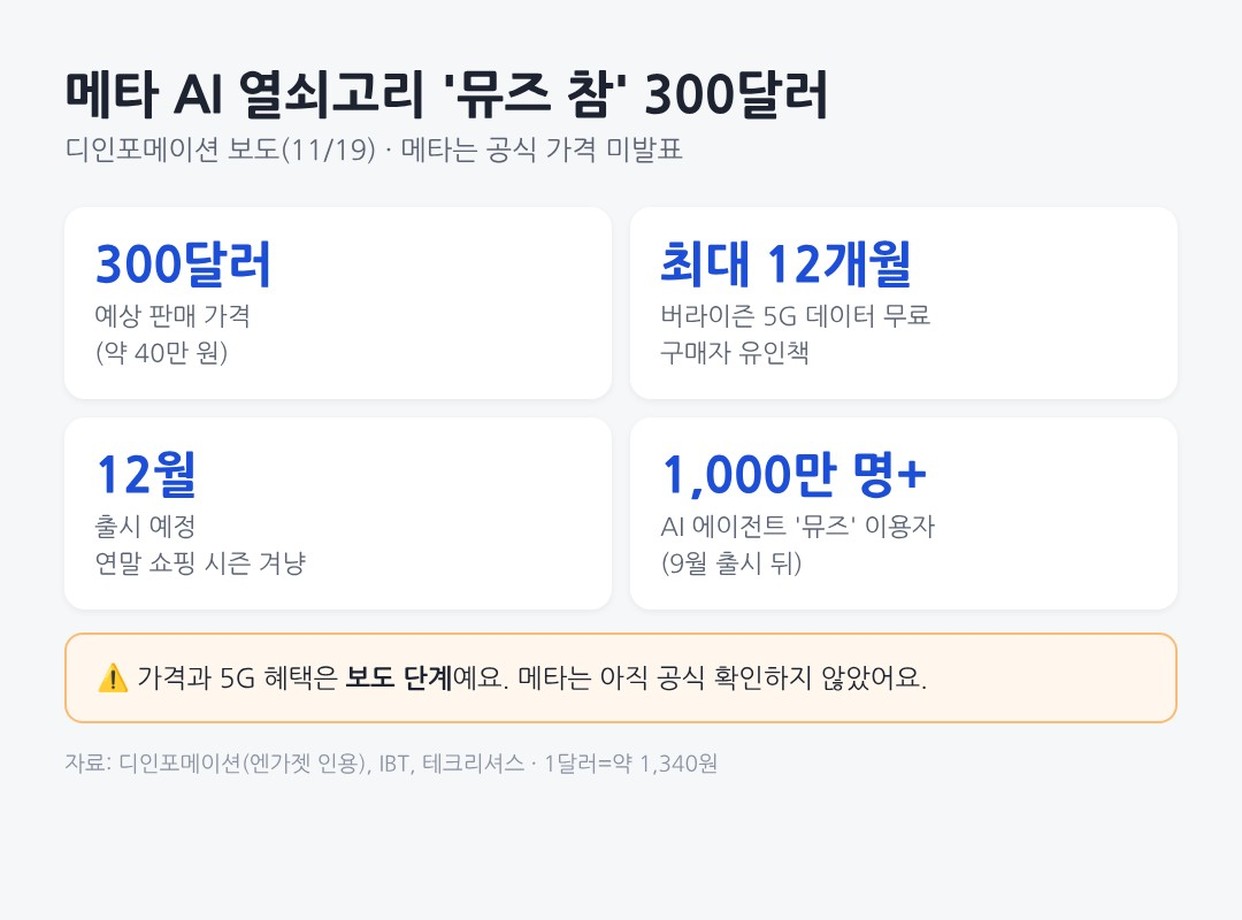 메타 AI 열쇠고리 '뮤즈 참' 300달러
디인포메이션 보도(11/19) · 메타는 공식 가격 미발표
300달러
예상 판매 가격
(약 40만 원)
최대 12개월
버라이즌 5G 데이터 무료
구매자 유인책
12월
출시 예정
연말 쇼핑 시즌 겨냥
1,000만 명+
AI 에이전트 '뮤즈' 이용자
(9월 출시 뒤)
⚠️ 가격과 5G 혜택은 보도 단계예요. 메타는 아직 공식 확인하지 않았어요.
자료: 디인포메이션(엔가젯 인용), IBT, 테크리셔스 · 1달러=약 1,340원